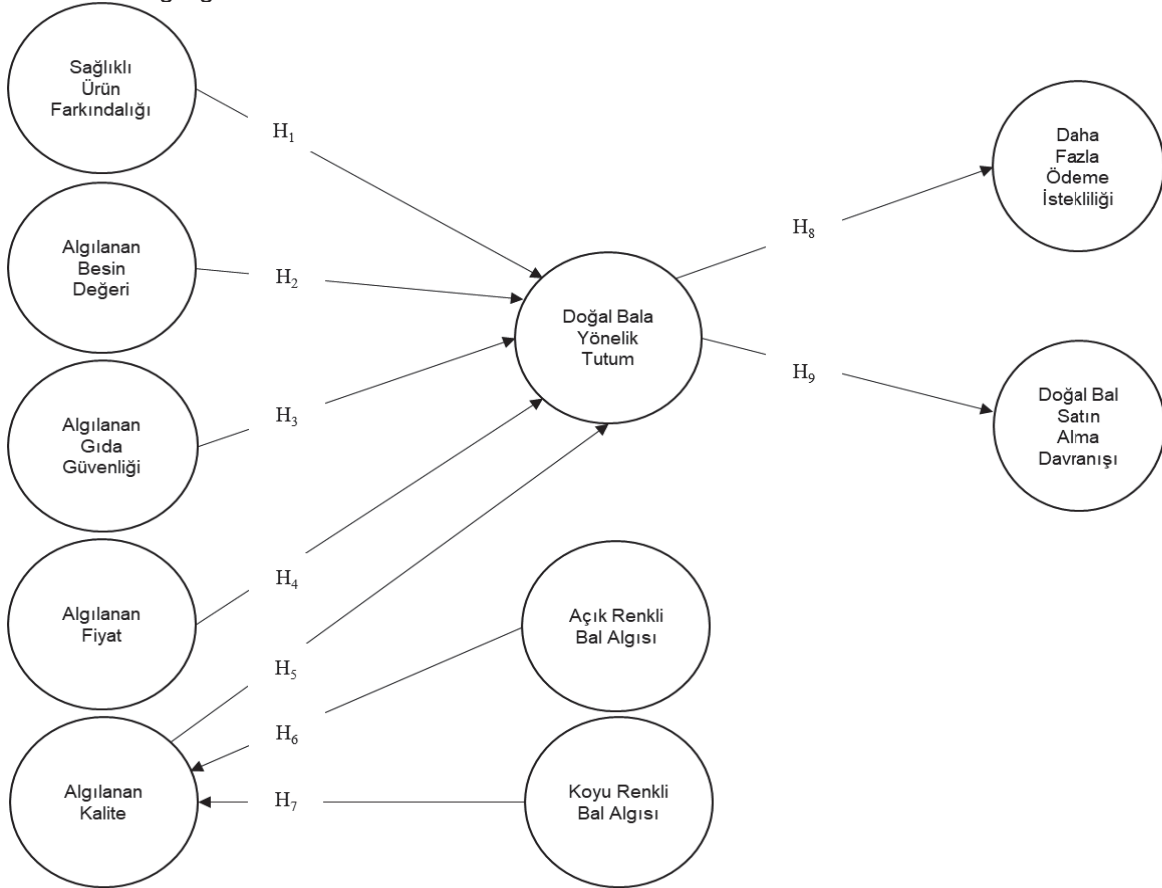 Sağlıklı
Ürün
Farkındalığı
H₁
Algılanan
Besin
Değeri
H₂
Algılanan
Gıda
Güvenliği
H₃
Algılanan
Fiyat
H₄
Algılanan
Kalite
H₅
H₆
H₇
Doğal Bala
Yönelik
Tutum
Açık Renkli
Bal Algısı
Koyu Renkli
Bal Algısı
H₈
H₉
Daha
Fazla
Ödeme
İstekliliği
Doğal Bal
Satın
Alma
Davranışı